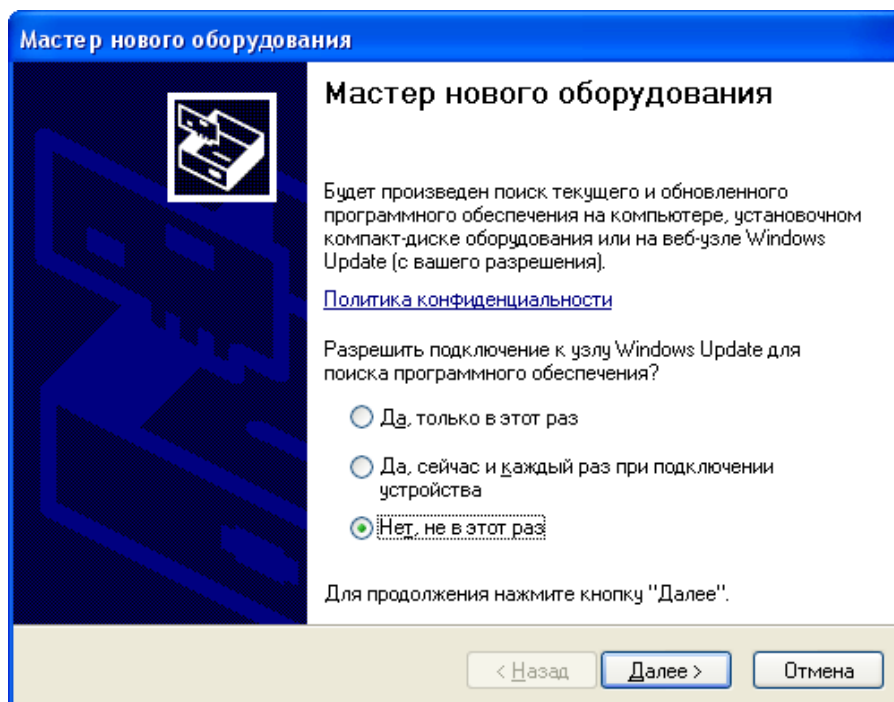 Мастер нового оборудования
Мастер нового оборудования
Будет произведен поиск текущего и обновленного
программного обеспечения на компьютере, установочном
компакт-диске оборудования или на веб-узле Windows
Update (с вашего разрешения).
Политика конфиденциальности
Разрешить подключение к узлу Windows Update для
поиска программного обеспечения?
Да, только в этот раз
Да, сейчас и каждый раз при подключении
устройства
Нет, не в этот раз
Для продолжения нажмите кнопку "Далее".
< Назад
Далее >
Отмена